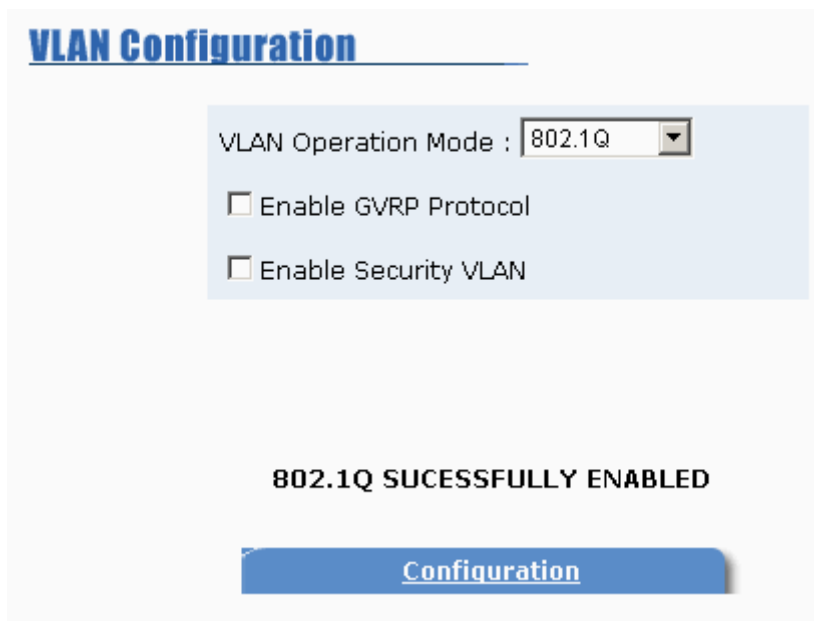 VLAN Configuration
VLAN Operation Mode : 802.1Q
Enable GVRP Protocol
Enable Security VLAN
802.1Q SUCESSFULLY ENABLED
Configuration